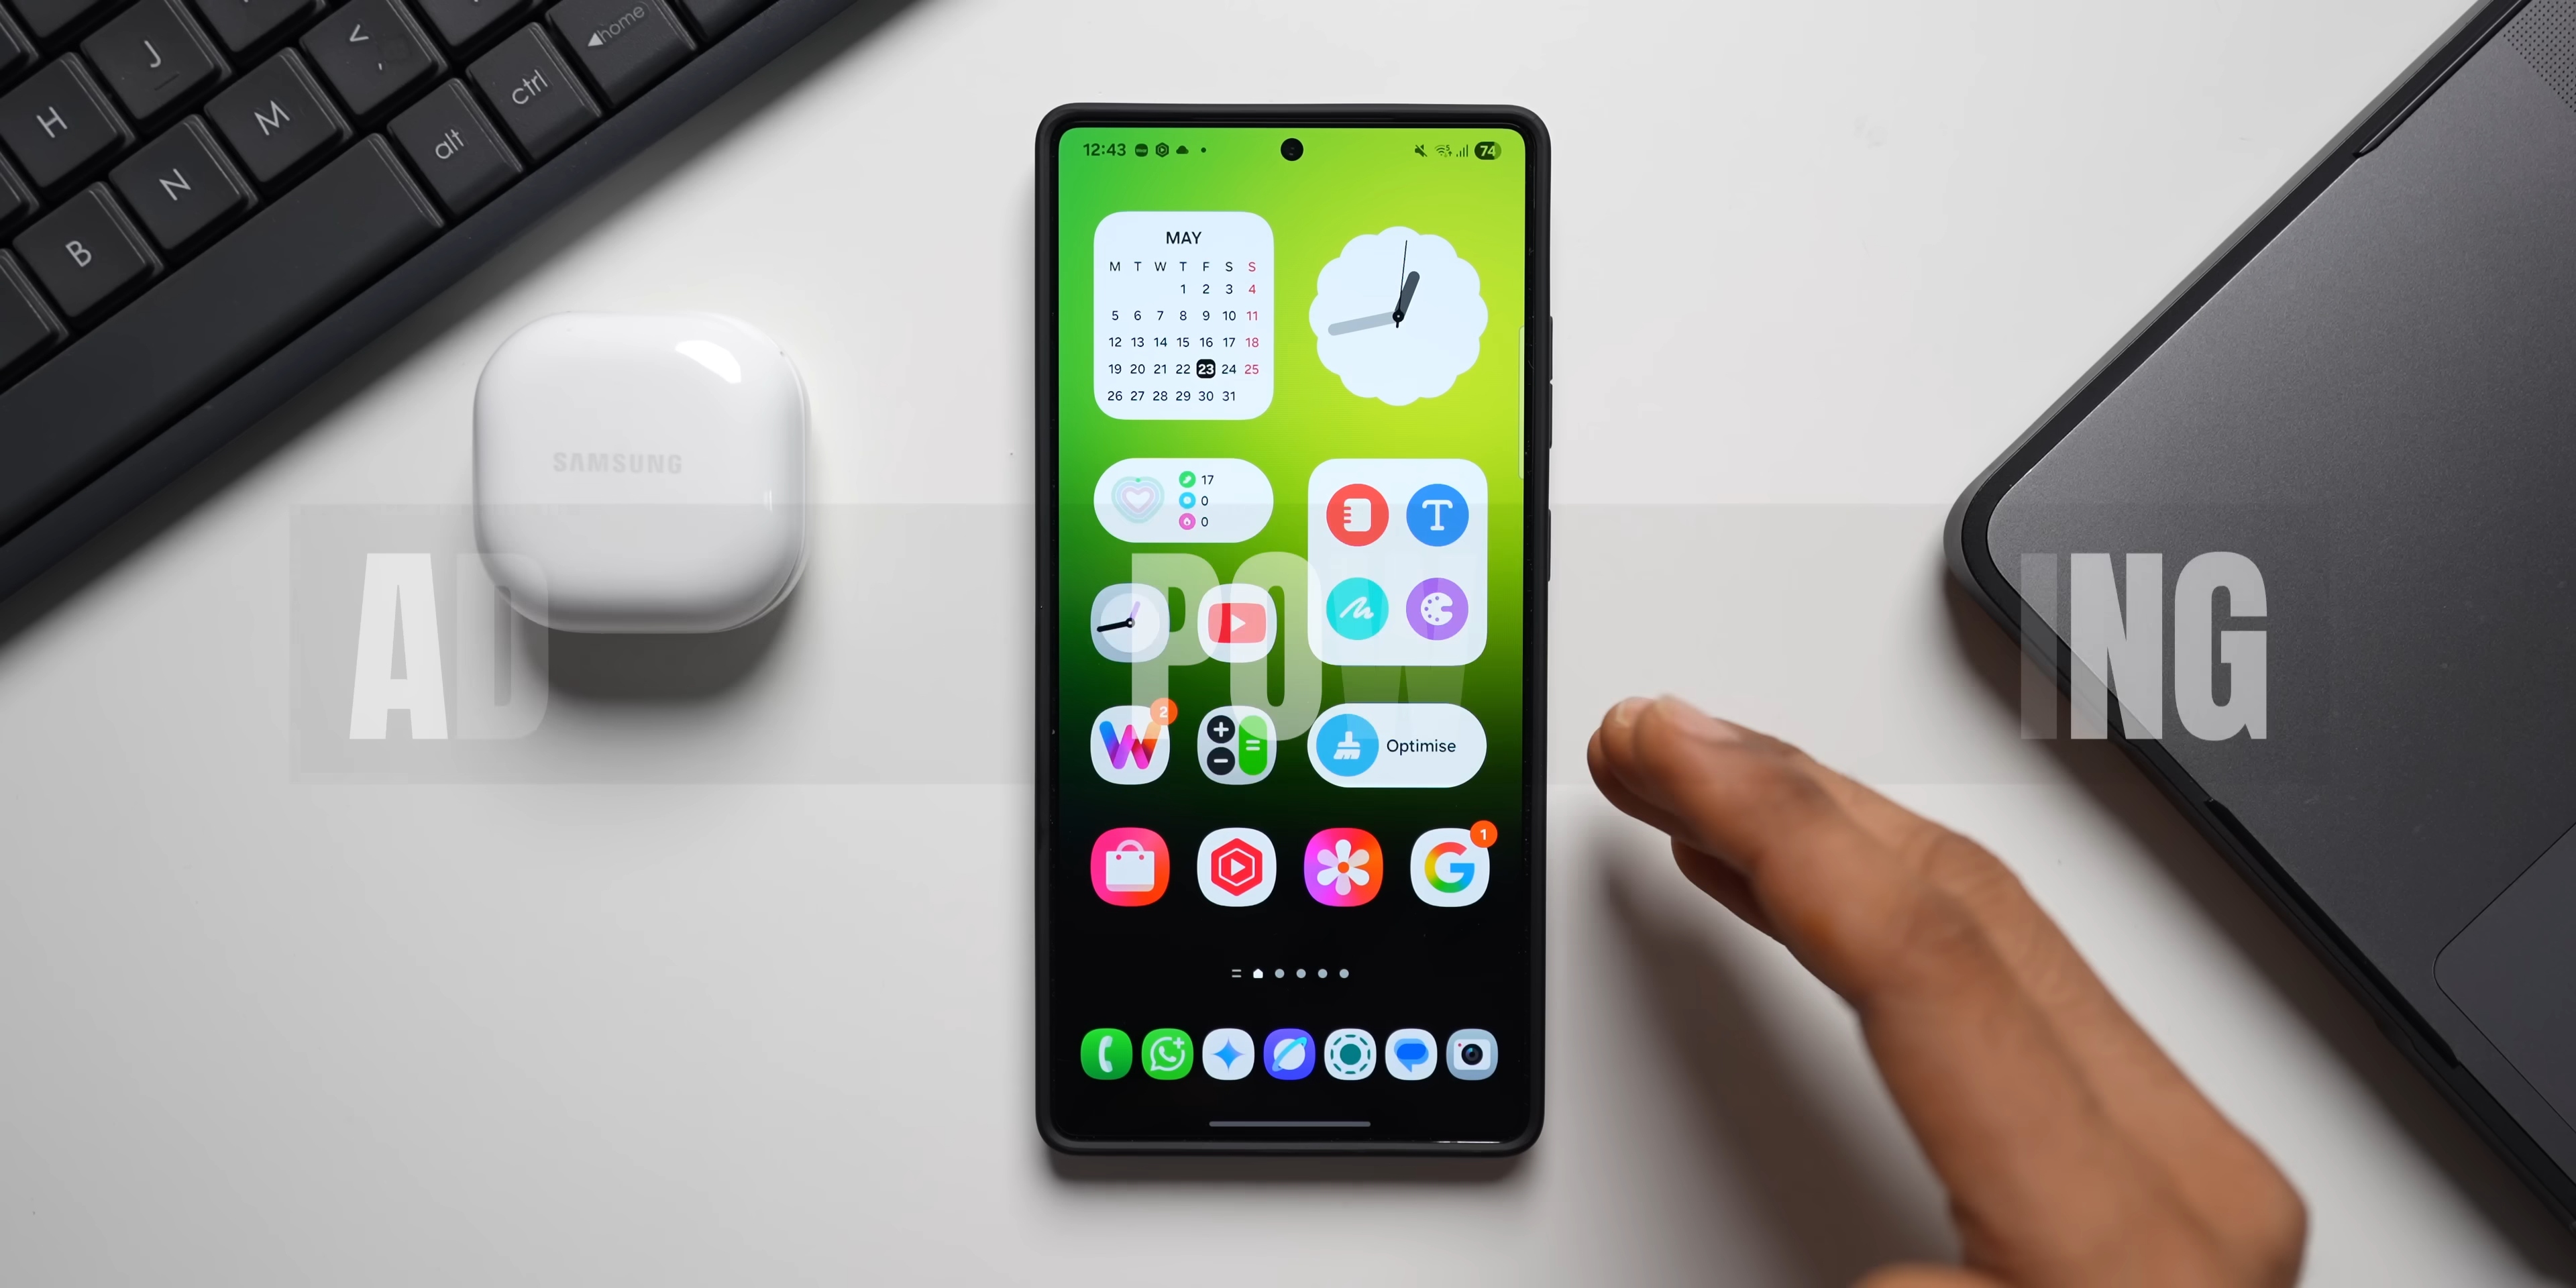 J
<
,
◀home
H
M
ctrl
N
alt
B
SAMSUNG
12:43
74
MAY
M T W T F S S
1 2 3 4
5 6 7 8 9 10 11
12 13 14 15 16 17 18
19 20 21 22 23 24 25
26 27 28 29 30 31
17
0
0
T
AD POW ING
W
2
+
=
−
Optimise
G
1